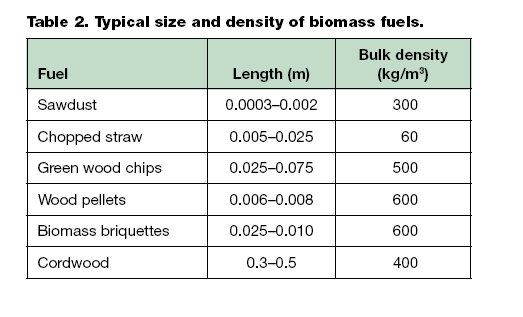 Table 2. Typical size and density of biomass fuels.
Fuel Length (m) Bulk density (kg/m³)
Sawdust 0.0003–0.002 300
Chopped straw 0.005–0.025 60
Green wood chips 0.025–0.075 500
Wood pellets 0.006–0.008 600
Biomass briquettes 0.025–0.010 600
Cordwood 0.3–0.5 400